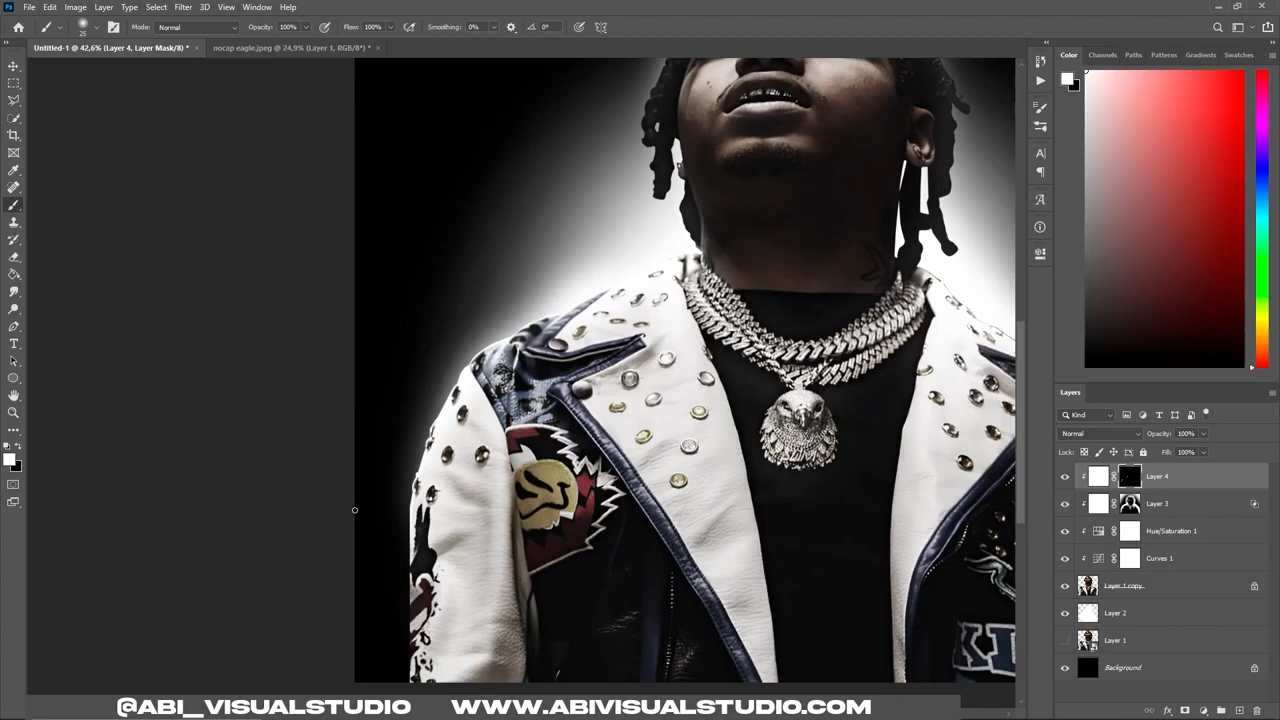 File Edit Image Layer Type Select Filter 3D View Window Help
25 Mode: Normal Opacity: 100% Flow: 100% Smoothing: 0% 0°
Untitled-1 @ 42,6% (Layer 4, Layer Mask/8) * × nocap eagle.jpeg @ 24,9% (Layer 1, RGB/8*) * ×
Color Channels Paths Patterns Gradients Swatches
Layers
Kind
Normal Opacity: 100%
Lock: Fill: 100%
Layer 4
Layer 3
Hue/Saturation 1
Curves 1
Layer 1 copy
Layer 2
Layer 1
Background
@ABI_VISUALSTUDIO WWW.ABIVISUALSTUDIO.COM